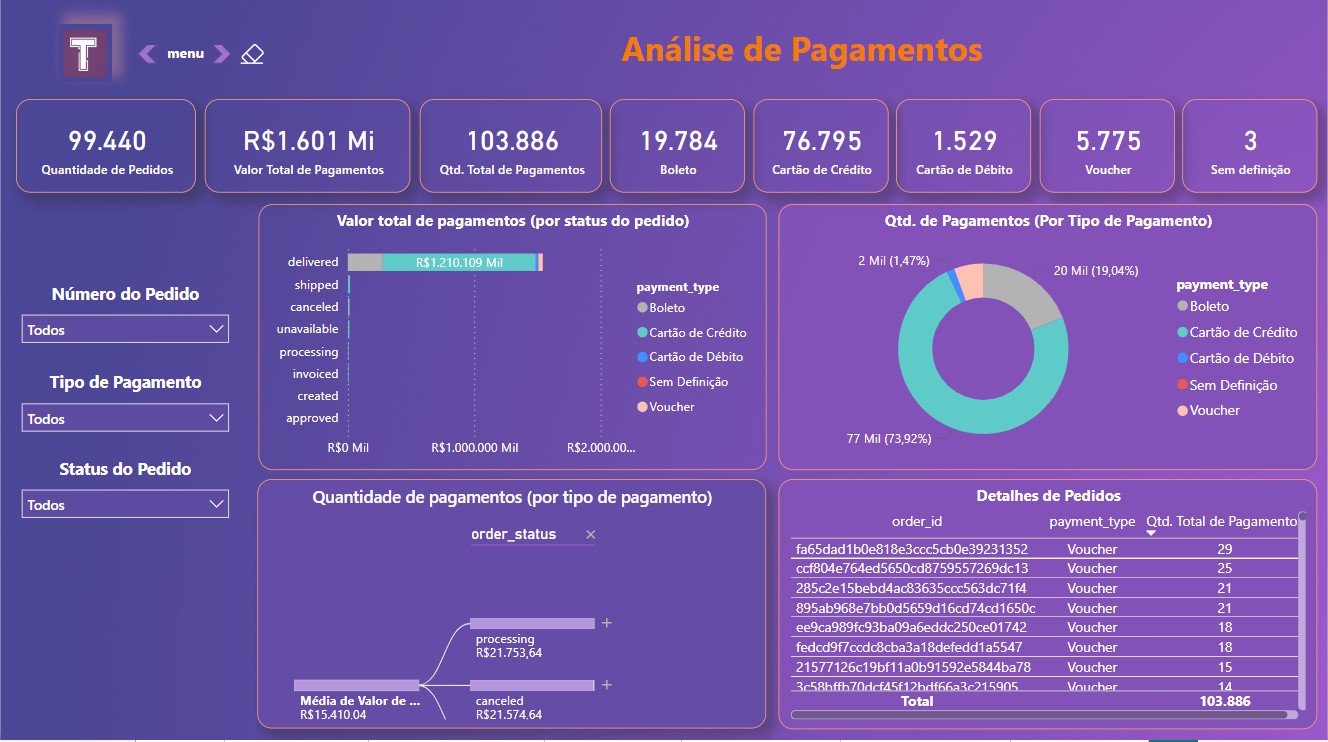 T
menu
Análise de Pagamentos
99.440
Quantidade de Pedidos
R$1.601 Mi
Valor Total de Pagamentos
103.886
Qtd. Total de Pagamentos
19.784
Boleto
76.795
Cartão de Crédito
1.529
Cartão de Débito
5.775
Voucher
3
Sem definição
Número do Pedido
Todos
Tipo de Pagamento
Todos
Status do Pedido
Todos
Valor total de pagamentos (por status do pedido)
delivered
R$1.210.109 Mil
shipped
canceled
unavailable
processing
invoiced
created
approved
R$0 Mil
R$1.000.000 Mil
R$2.000.00...
payment_type
Boleto
Cartão de Crédito
Cartão de Débito
Sem Definição
Voucher
Qtd. de Pagamentos (Por Tipo de Pagamento)
2 Mil (1,47%)
20 Mil (19,04%)
77 Mil (73,92%)
payment_type
Boleto
Cartão de Crédito
Cartão de Débito
Sem Definição
Voucher
Quantidade de pagamentos (por tipo de pagamento)
order_status
processing
R$21.753,64
Média de Valor de ...
R$15.410.04
canceled
R$21.574.64
Detalhes de Pedidos
order_id payment_type Qtd. Total de Pagamento
fa65dad1b0e818e3ccc5cb0e39231352 Voucher 29
ccf804e764ed5650cd8759557269dc13 Voucher 25
285c2e15bebd4ac83635ccc563dc71f4 Voucher 21
895ab968e7bb0d5659d16cd74cd1650c Voucher 21
ee9ca989fc93ba09a6eddc250ce01742 Voucher 18
fedcd9f7ccdc8cba3a18defedd1a5547 Voucher 18
21577126c19bf11a0b91592e5844ba78 Voucher 15
3c58bffb70dcf45f12bdf66a3c215905 Voucher 14
Total 103.886